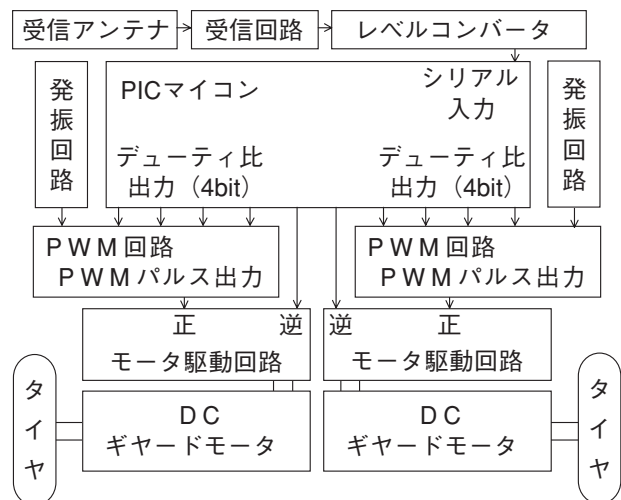 受信アンテナ
受信回路
レベルコンバータ
発振回路
PICマイコン
シリアル
入力
発振回路
デューティ比
出力（4bit）
デューティ比
出力（4bit）
ＰＷＭ回路
ＰＷＭパルス出力
ＰＷＭ回路
ＰＷＭパルス出力
正
逆
逆
正
モータ駆動回路
モータ駆動回路
タイヤ
ＤＣ
ギヤードモータ
ＤＣ
ギヤードモータ
タイヤ